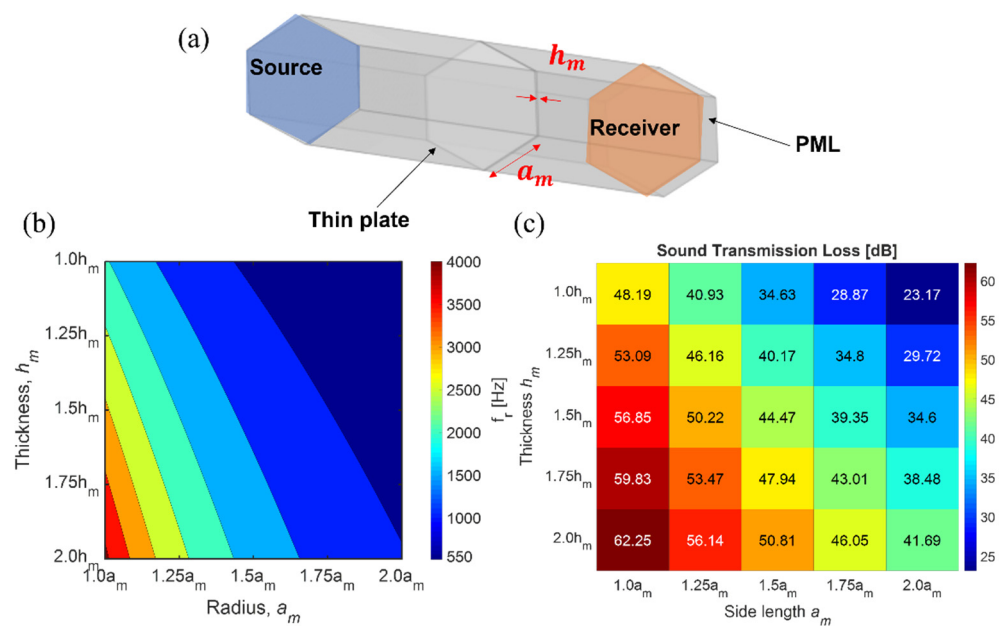 (a)
Source
h_m
Receiver
PML
a_m
Thin plate
(b)
(c)
Sound Transmission Loss [dB]
1.0h_m
1.25h_m
1.5h_m
1.75h_m
2.0h_m
Thickness, h_m
1.0a_m 1.25a_m 1.5a_m 1.75a_m 2.0a_m
Radius, a_m
4000
3500
3000
2500
2000
1500
1000
550
f_r [Hz]
Thickness h_m
1.0h_m 48.19 40.93 34.63 28.87 23.17
1.25h_m 53.09 46.16 40.17 34.8 29.72
1.5h_m 56.85 50.22 44.47 39.35 34.6
1.75h_m 59.83 53.47 47.94 43.01 38.48
2.0h_m 62.25 56.14 50.81 46.05 41.69
1.0a_m 1.25a_m 1.5a_m 1.75a_m 2.0a_m
Side length a_m
60
55
50
45
40
35
30
25